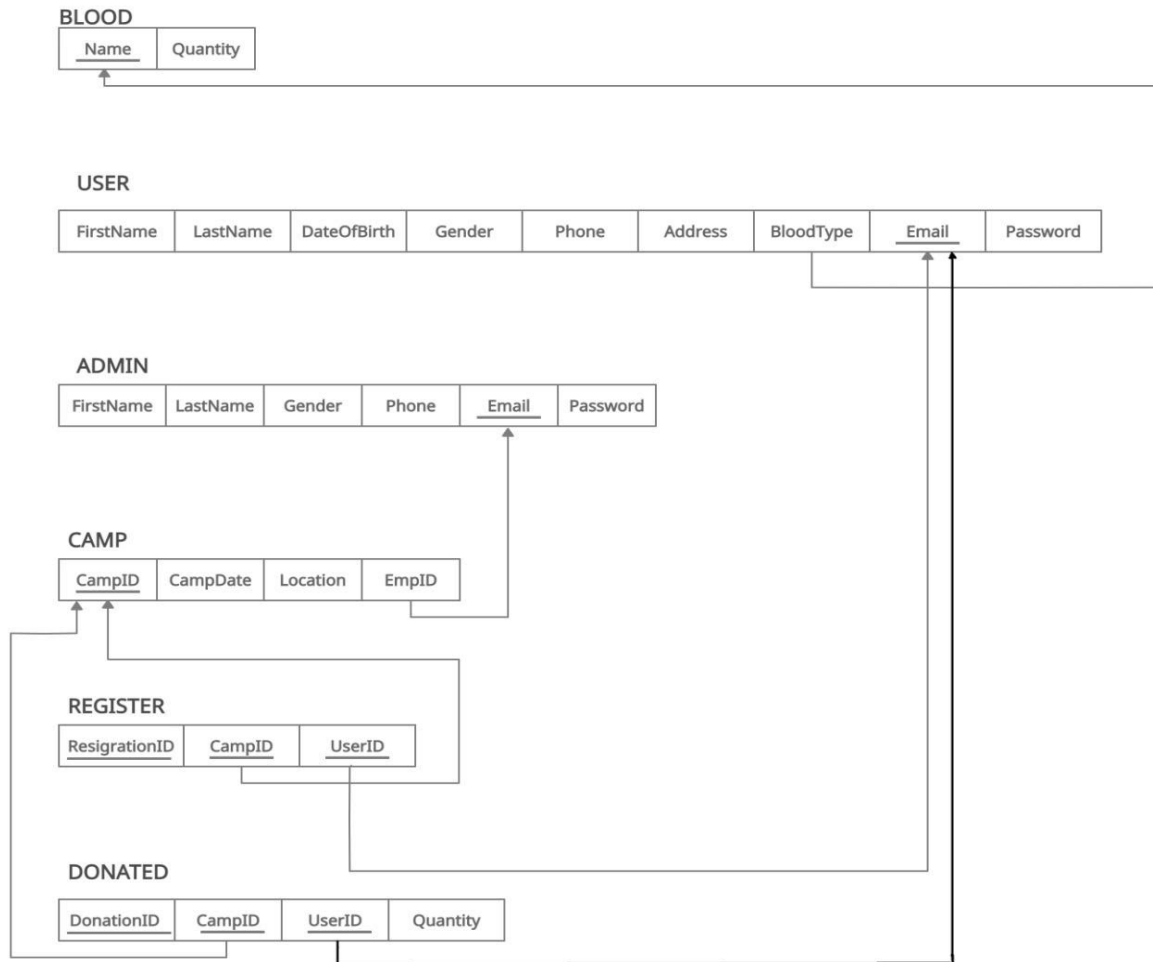 BLOOD
Name Quantity
USER
FirstName LastName DateOfBirth Gender Phone Address BloodType Email Password
ADMIN
FirstName LastName Gender Phone Email Password
CAMP
CampID CampDate Location EmpID
REGISTER
ResigrationID CampID UserID
DONATED
DonationID CampID UserID Quantity